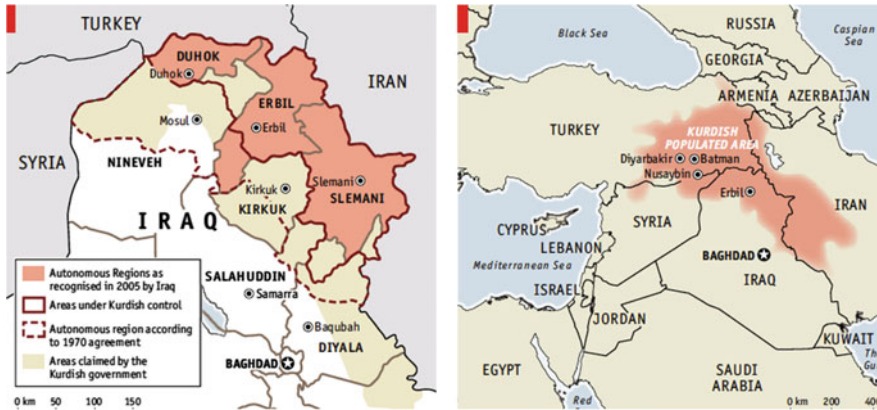 TURKEY
DUHOK
Duhok
IRAN
ERBIL
Mosul
Erbil
SYRIA
NINEVEH
Kirkuk
Slemani
KIRKUK
SLEMANI
IRAQ
SALAHUDDIN
Samarra
Autonomous Regions as
recognised in 2005 by Iraq
Areas under Kurdish control
Autonomous region according
to 1970 agreement
Areas claimed by the
Kurdish government
Baqubah
DIYALA
BAGHDAD
0 km 50 100 150
RUSSIA
Black Sea
Caspian
Sea
GEORGIA
ARMENIA
AZERBAIJAN
TURKEY
KURDISH
POPULATED AREA
Diyarbakir
Batman
Nusaybin
Erbil
IRAN
CYPRUS
SYRIA
LEBANON
Mediterranean Sea
BAGHDAD
ISRAEL
IRAQ
JORDAN
KUWAIT
EGYPT
SAUDI
ARABIA
Th
Gu
Red
0 km 200 40